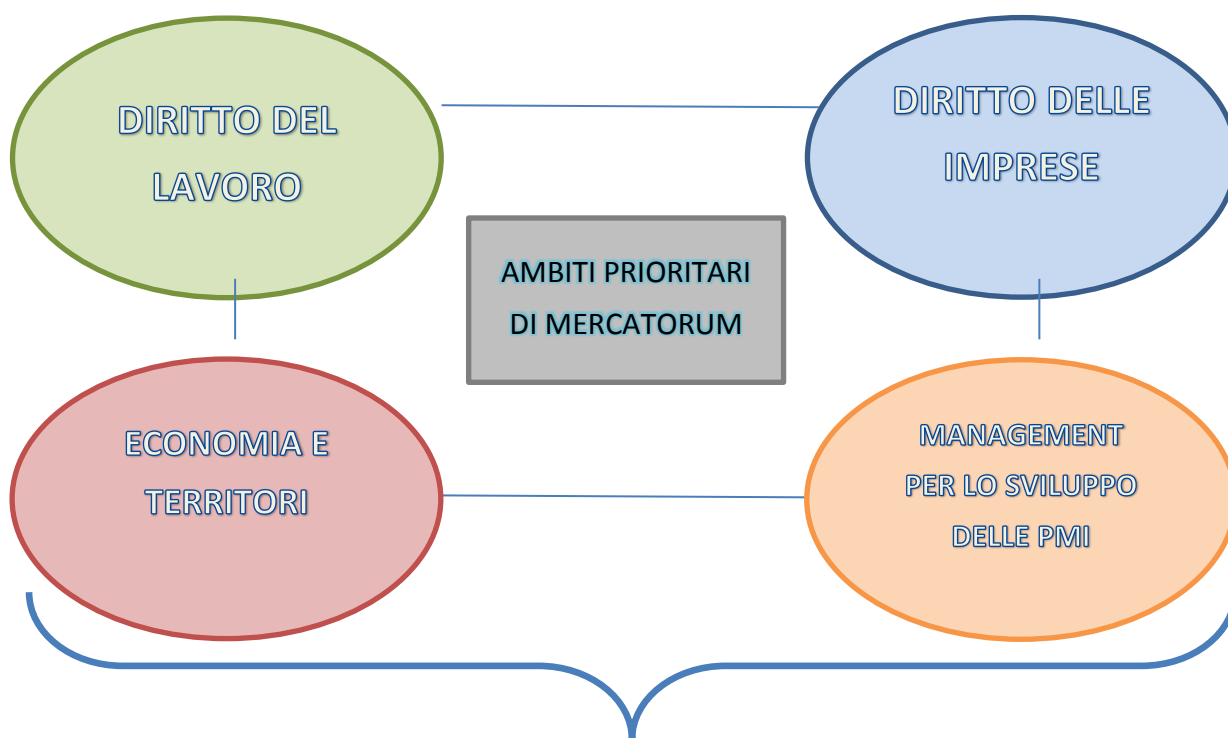 DIRITTO DEL
LAVORO
DIRITTO DELLE
IMPRESE
AMBITI PRIORITARI
DI MERCATORUM
ECONOMIA E
TERRITORI
MANAGEMENT
PER LO SVILUPPO
DELLE PMI